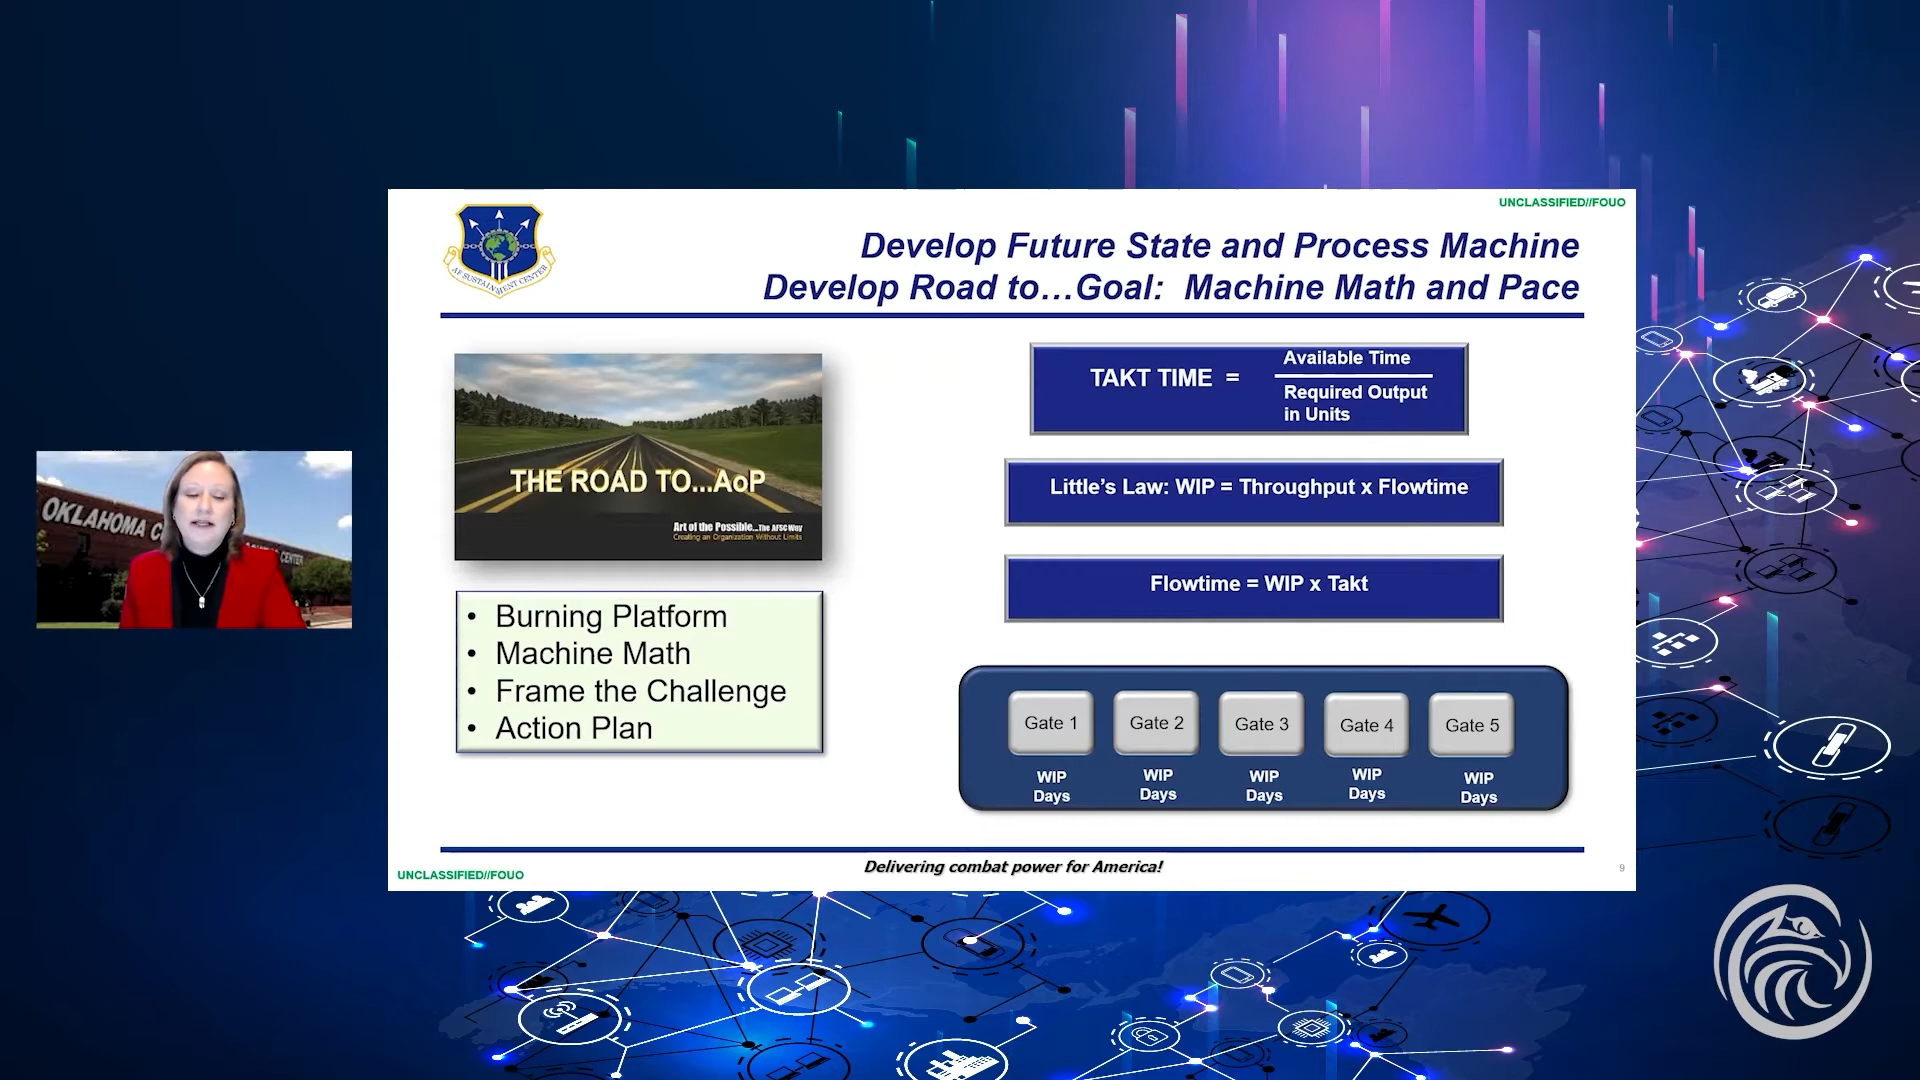 UNCLASSIFIED//FOUO
AF SUSTAINMENT CENTER
Develop Future State and Process Machine
Develop Road to…Goal: Machine Math and Pace
THE ROAD TO...AoP
Art of the Possible...The AFSC Way
Creating an Organization Without Limits
• Burning Platform
• Machine Math
• Frame the Challenge
• Action Plan
TAKT TIME =
Available Time
Required Output
in Units
Little’s Law: WIP = Throughput x Flowtime
Flowtime = WIP x Takt
Gate 1
Gate 2
Gate 3
Gate 4
Gate 5
WIP
Days
WIP
Days
WIP
Days
WIP
Days
WIP
Days
OKLAHOMA C
CENTER
Delivering combat power for America!
UNCLASSIFIED//FOUO
9